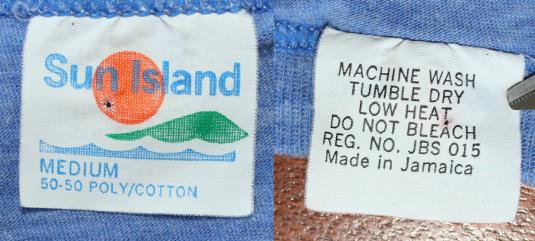 Sun Island
MEDIUM
50-50 POLY/COTTON
MACHINE WASH
TUMBLE DRY
LOW HEAT
DO NOT BLEACH
REG. NO. JBS 015
Made in Jamaica